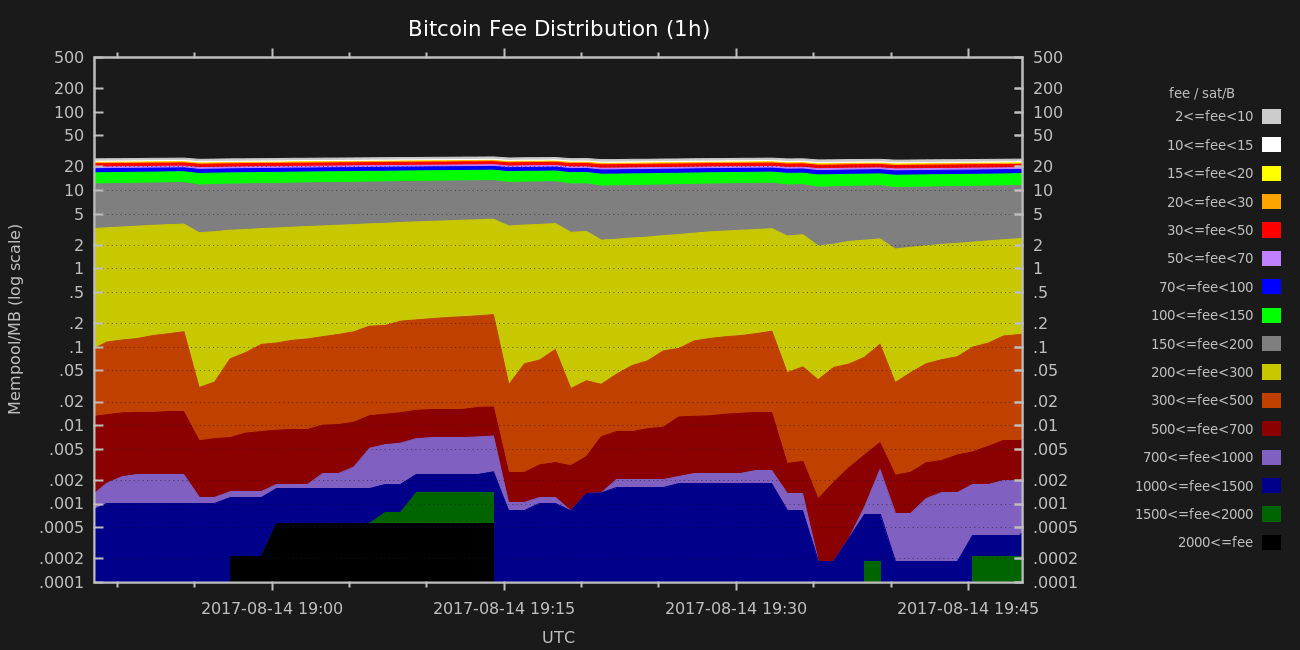 Bitcoin Fee Distribution (1h)
500 500
200 200
100 100
50 50
20 20
10 10
5 5
2 2
1 1
.5 .5
.2 .2
.1 .1
.05 .05
.02 .02
.01 .01
.005 .005
.002 .002
.001 .001
.0005 .0005
.0002 .0002
.0001 .0001
Mempool/MB (log scale)
2017-08-14 19:00 2017-08-14 19:15 2017-08-14 19:30 2017-08-14 19:45
UTC
fee / sat/B
2<=fee<10
10<=fee<15
15<=fee<20
20<=fee<30
30<=fee<50
50<=fee<70
70<=fee<100
100<=fee<150
150<=fee<200
200<=fee<300
300<=fee<500
500<=fee<700
700<=fee<1000
1000<=fee<1500
1500<=fee<2000
2000<=fee